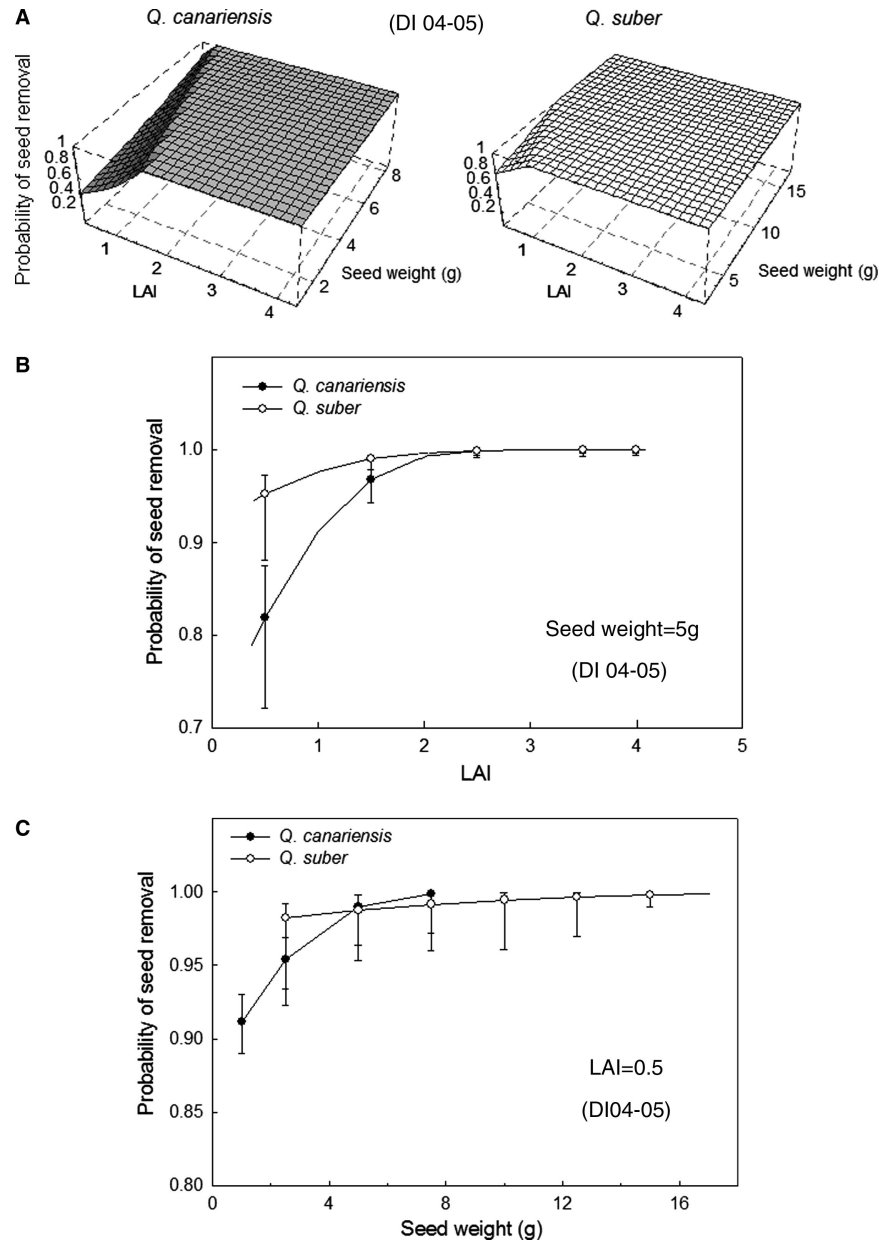 A
Q. canariensis
(DI 04-05)
Q. suber
Probability of seed removal
1
0.8
0.6
0.4
0.2
1
2
3
4
LAI
2
4
6
8
Seed weight (g)
1
0.8
0.6
0.4
0.2
1
2
3
4
LAI
5
10
15
Seed weight (g)
B
Q. canariensis
Q. suber
Probability of seed removal
1.0
0.9
0.8
0.7
Seed weight=5g
(DI 04-05)
0 1 2 3 4 5
LAI
C
Q. canariensis
Q. suber
Probability of seed removal
1.00
0.95
0.90
0.85
0.80
LAI=0.5
(DI04-05)
0 4 8 12 16
Seed weight (g)